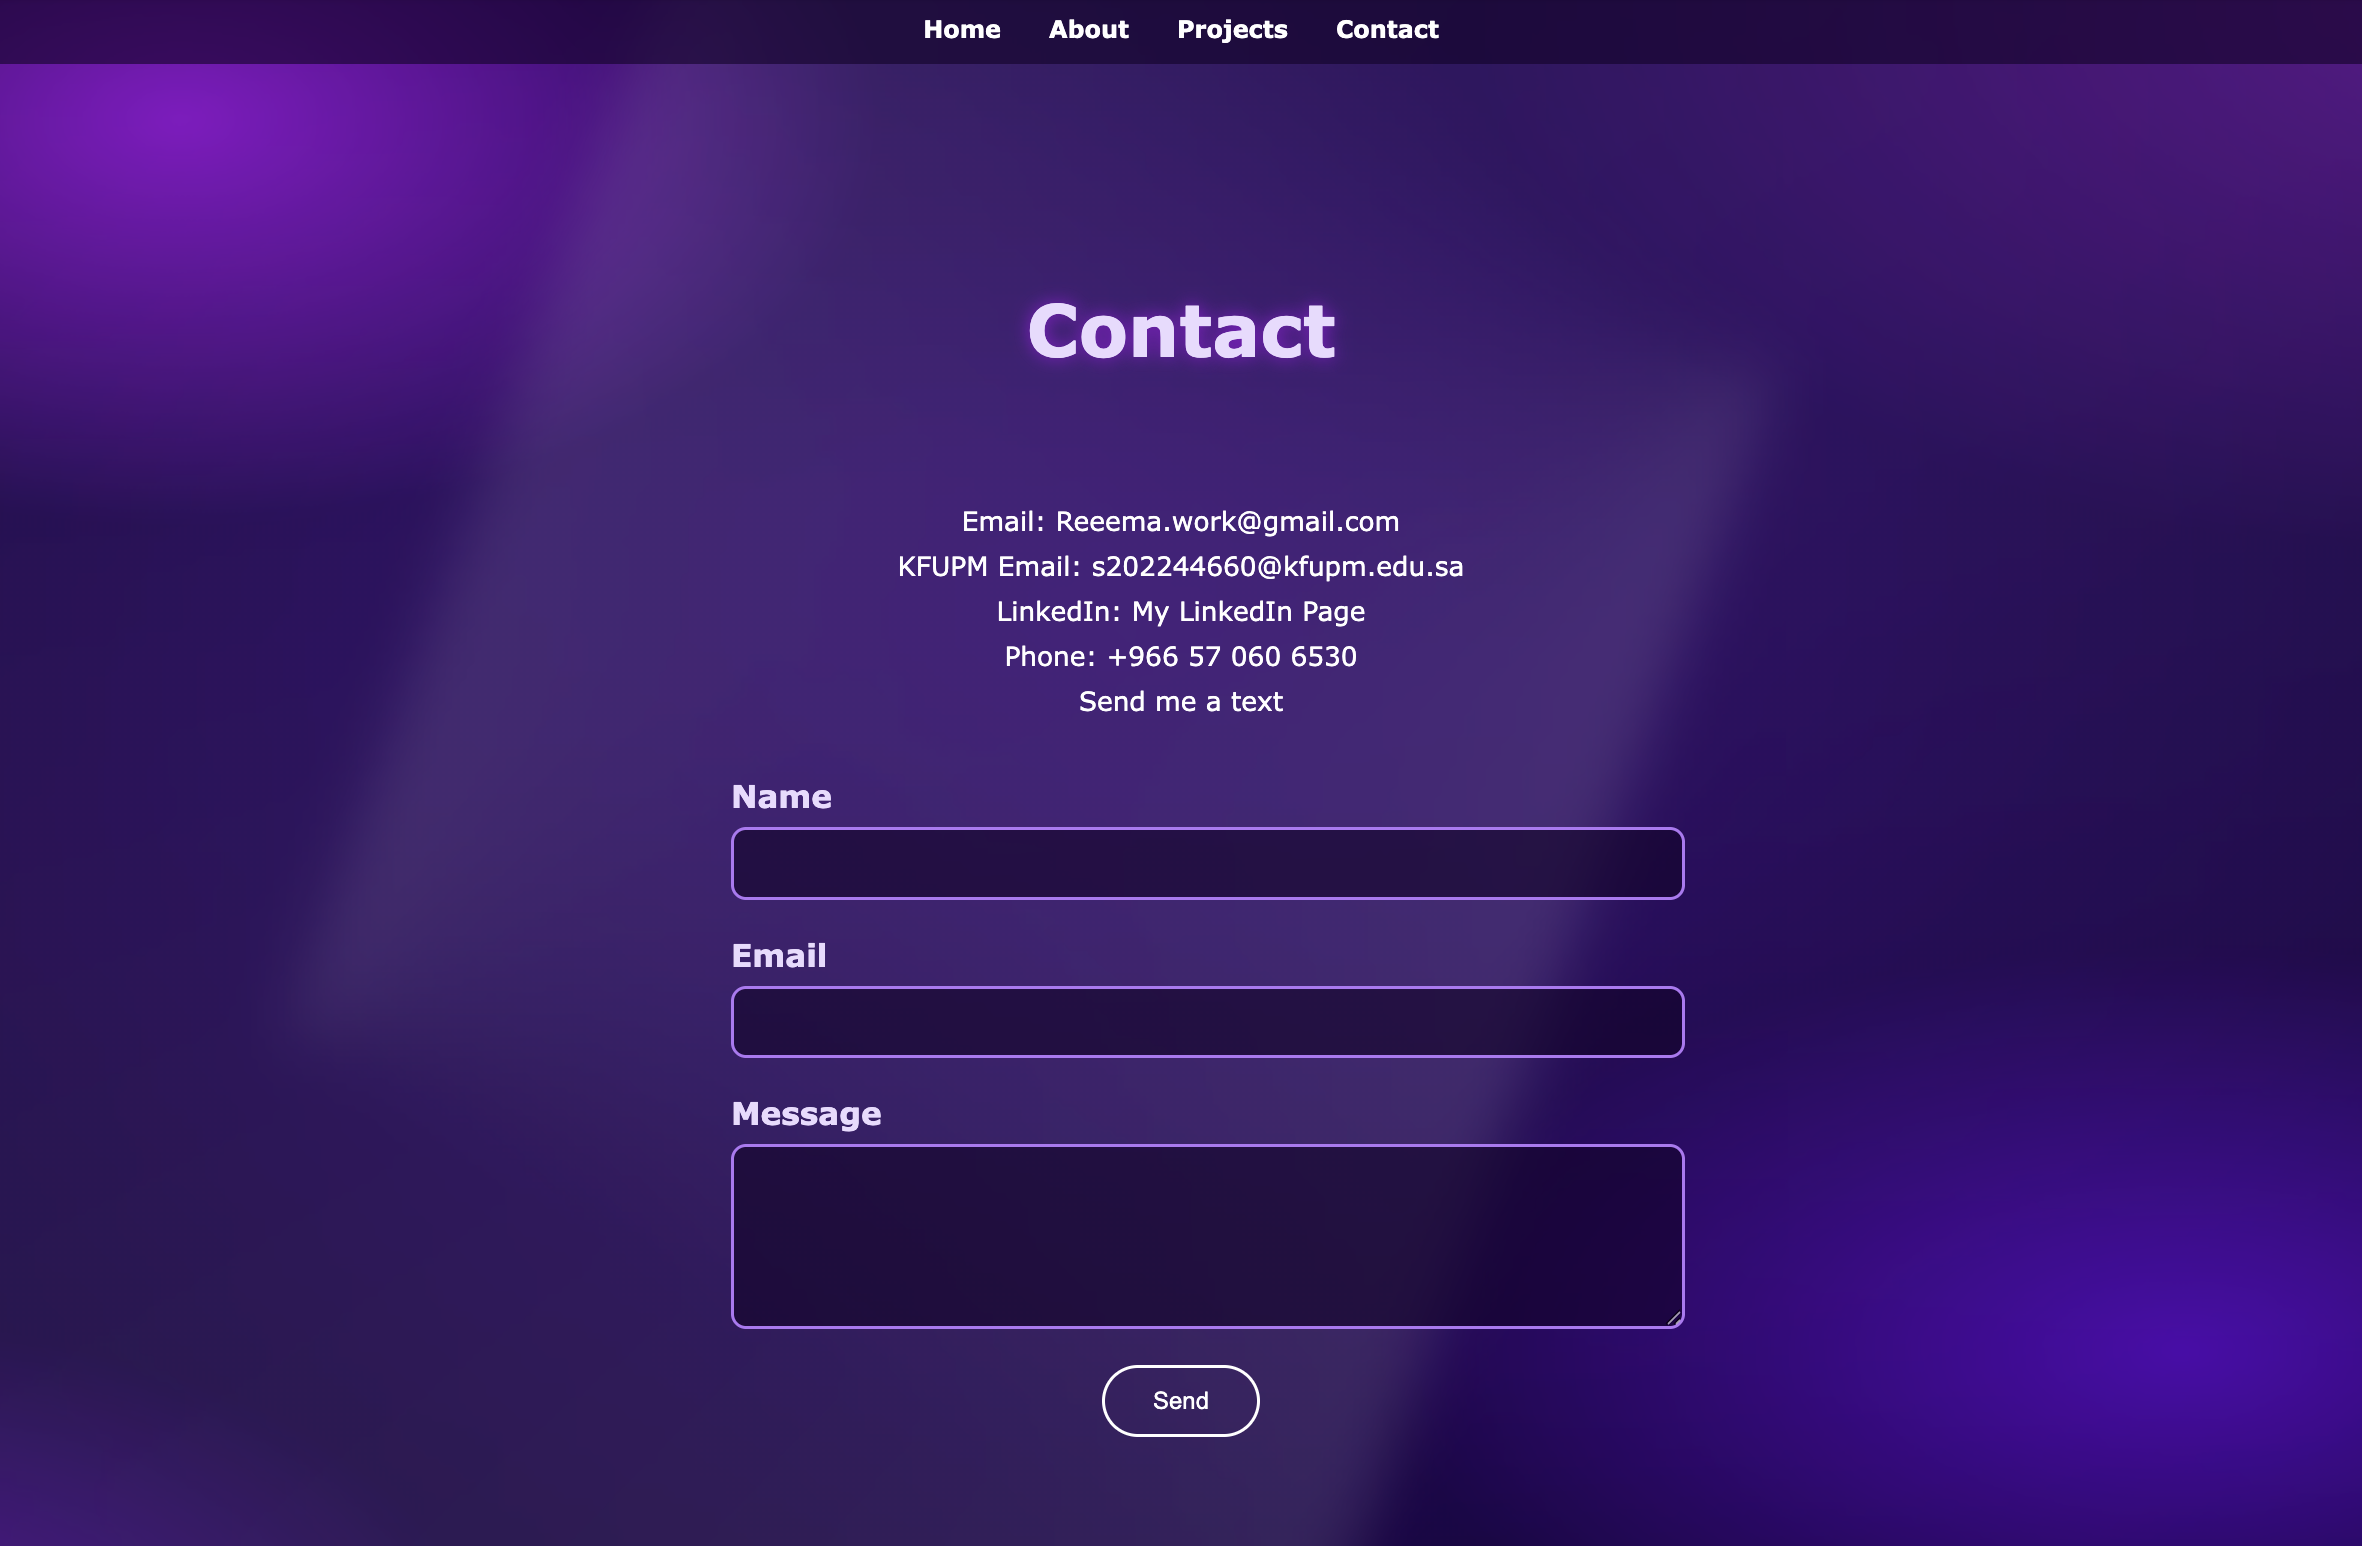 Home About Projects Contact
Contact
Email: Reeema.work@gmail.com
KFUPM Email: s202244660@kfupm.edu.sa
LinkedIn: My LinkedIn Page
Phone: +966 57 060 6530
Send me a text
Name
Email
Message
Send